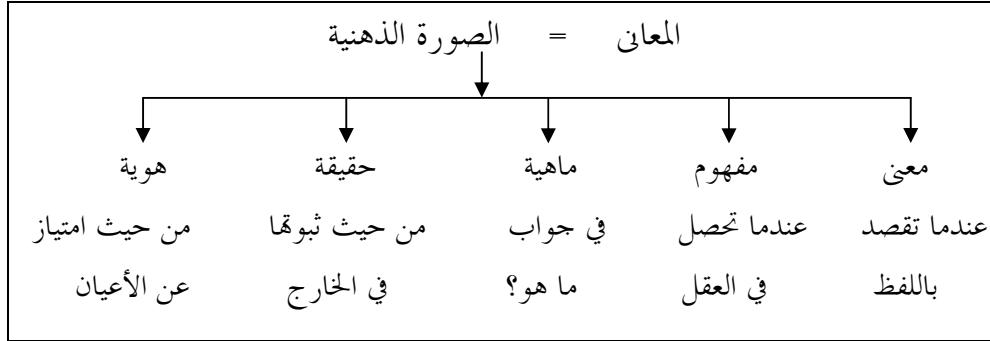 المعانى = الصورة الذهنية
معنى مفهوم ماهية حقيقة هوية
عندما تقصد عندما تحصل في جواب من حيث ثبوتها من حيث امتياز
باللفظ في العقل ما هو؟ في الخارج عن الأعيان